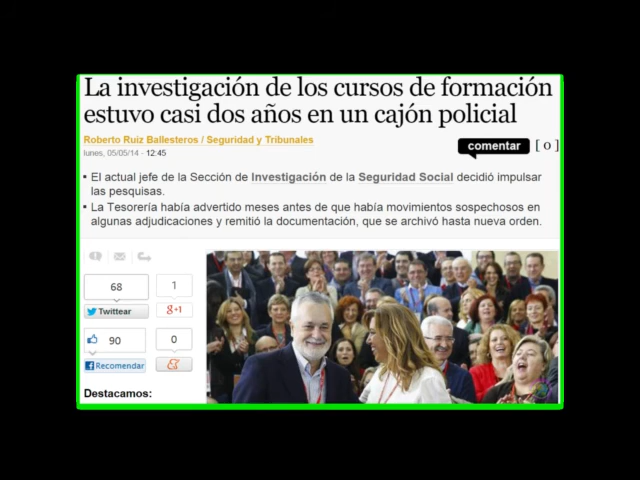 La investigación de los cursos de formación
estuvo casi dos años en un cajón policial
Roberto Ruiz Ballesteros / Seguridad y Tribunales
lunes, 05/05/14 - 12:45
comentar [ 0 ]
El actual jefe de la Sección de Investigación de la Seguridad Social decidió impulsar
las pesquisas.
La Tesorería había advertido meses antes de que había movimientos sospechosos en
algunas adjudicaciones y remitió la documentación, que se archivó hasta nueva orden.
68 1
Twittear g+1
90 0
Recomendar
Destacamos: